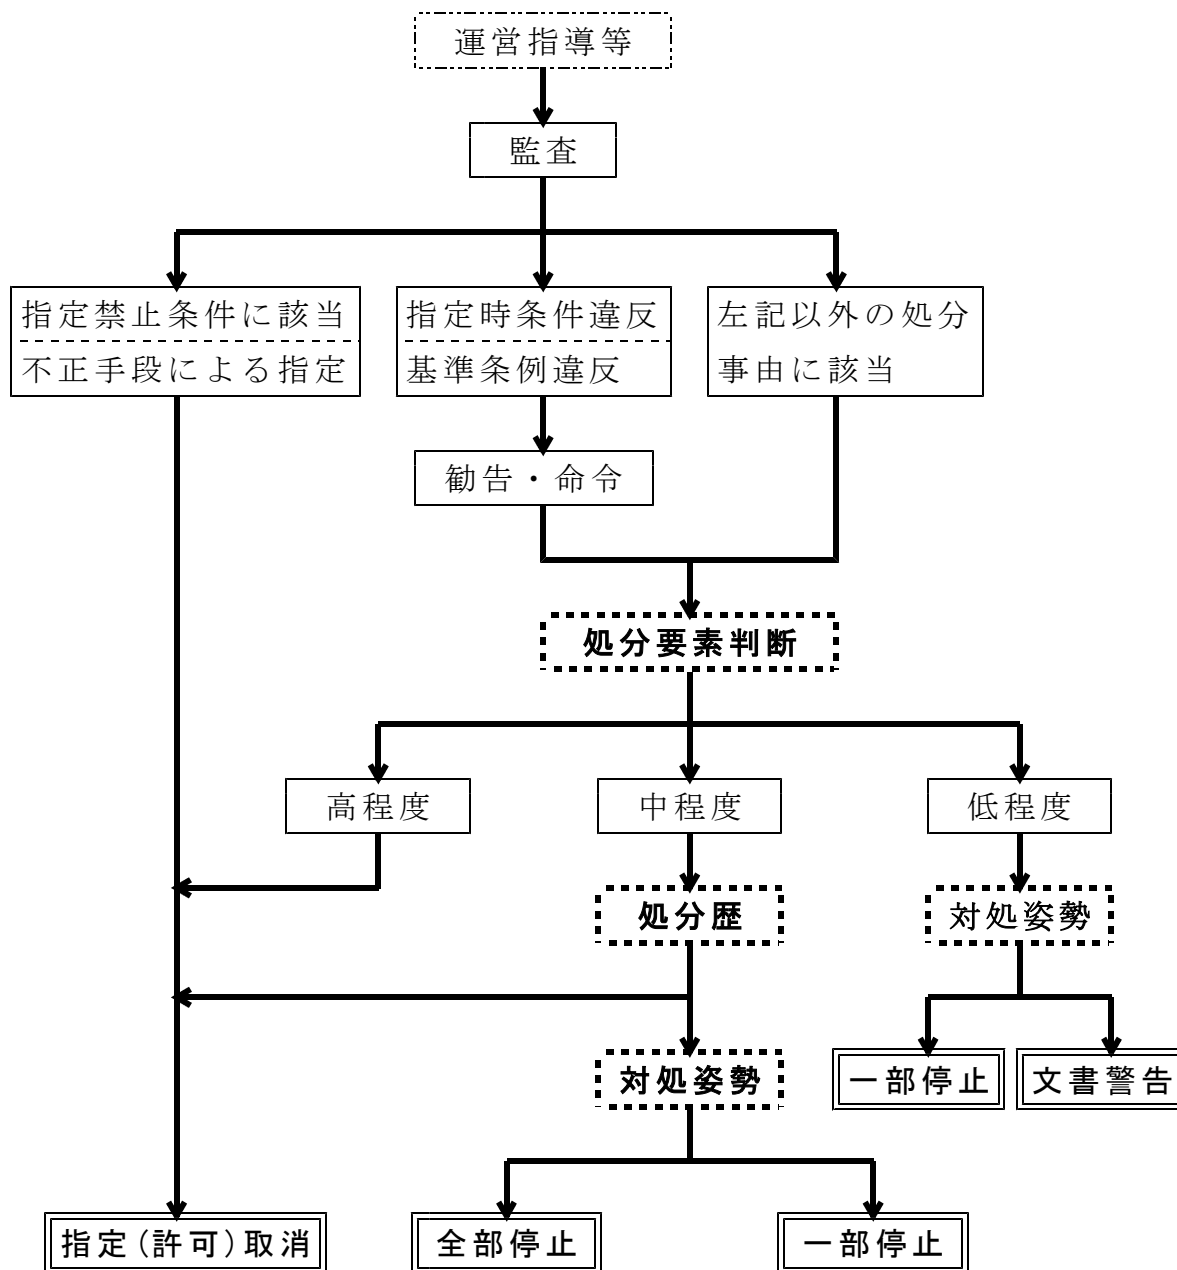 運営指導等
監査
指定禁止条件に該当
不正手段による指定
指定時条件違反
基準条例違反
左記以外の処分
事由に該当
勧告・命令
処分要素判断
高程度
中程度
低程度
処分歴
対処姿勢
対処姿勢
一部停止
文書警告
指定(許可)取消
全部停止
一部停止